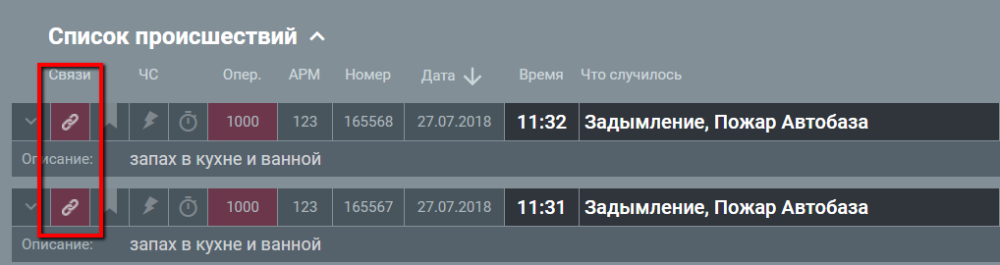 Список происшествий
Связи ЧС Опер. АРМ Номер Дата Время Что случилось
1000 123 165568 27.07.2018 11:32 Задымление, Пожар Автобаза
Описание: запах в кухне и ванной
1000 123 165567 27.07.2018 11:31 Задымление, Пожар Автобаза
Описание: запах в кухне и ванной